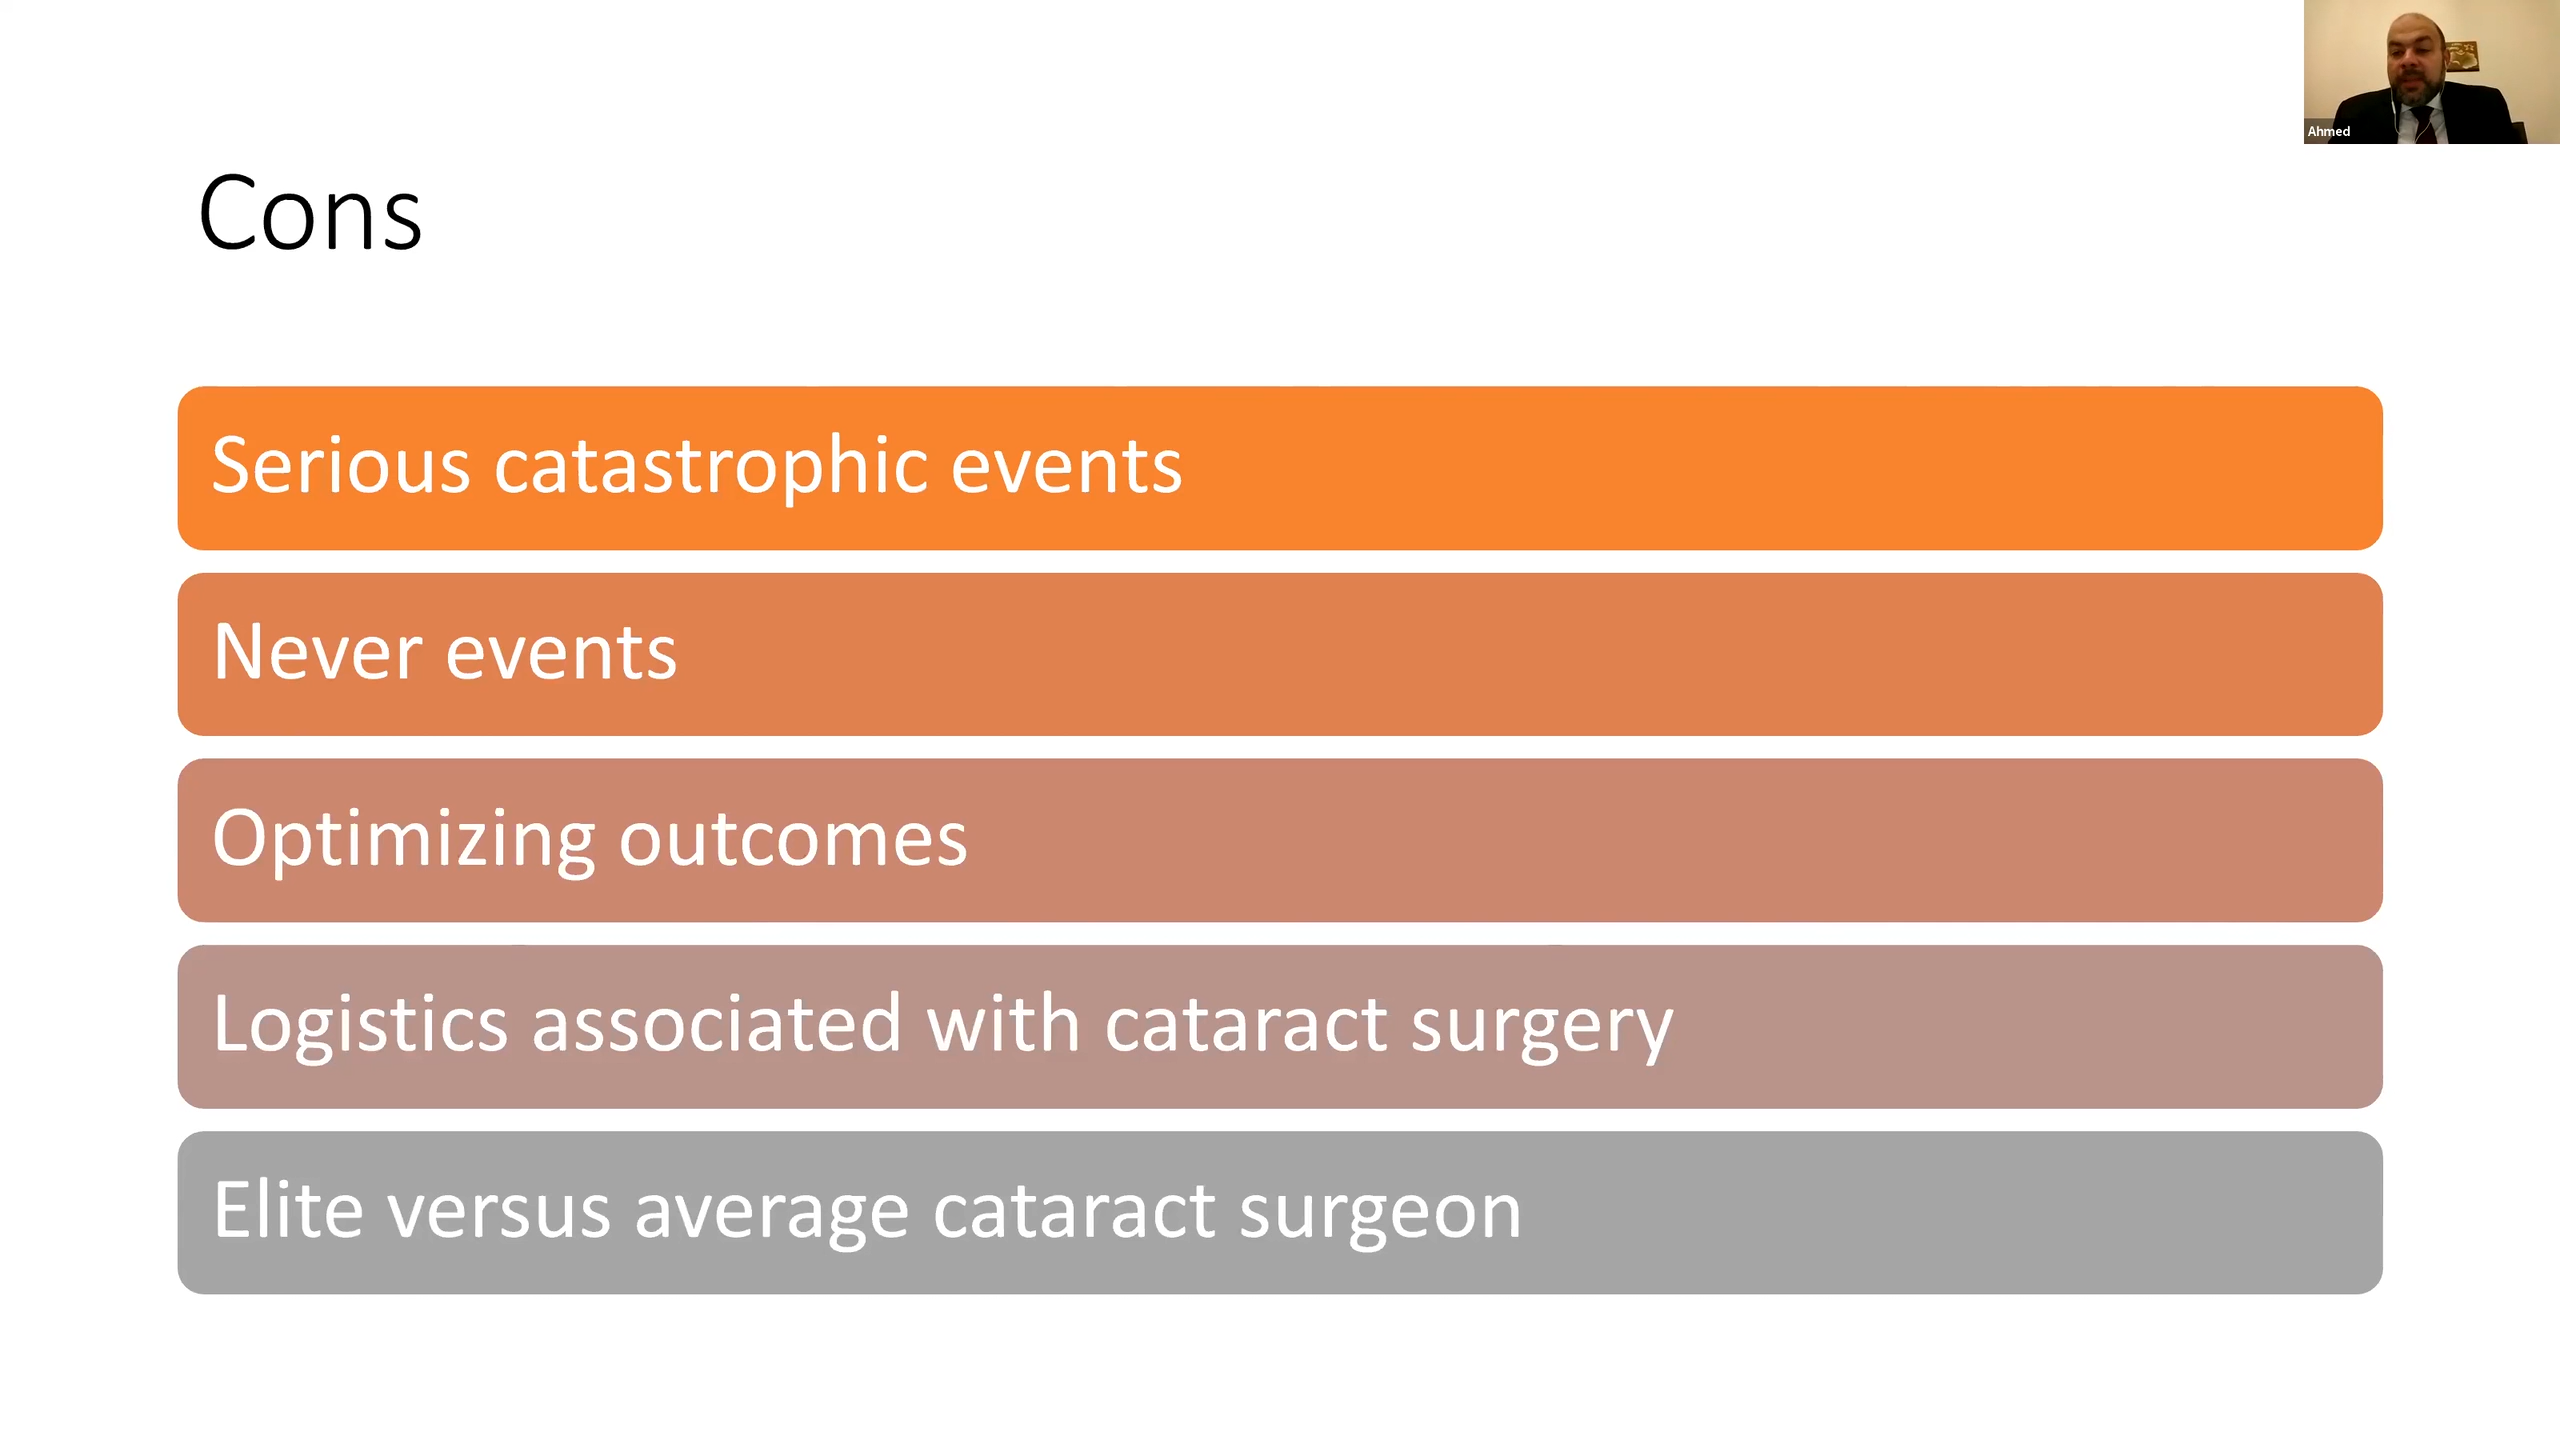 Ahmed
Cons
Serious catastrophic events
Never events
Optimizing outcomes
Logistics associated with cataract surgery
Elite versus average cataract surgeon